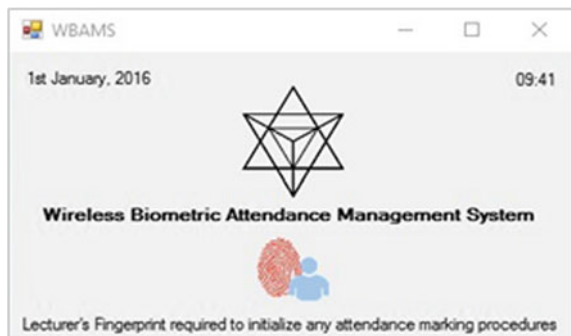 WBAMS
1st January, 2016 09:41
Wireless Biometric Attendance Management System
Lecturer's Fingerprint required to initialize any attendance marking procedures